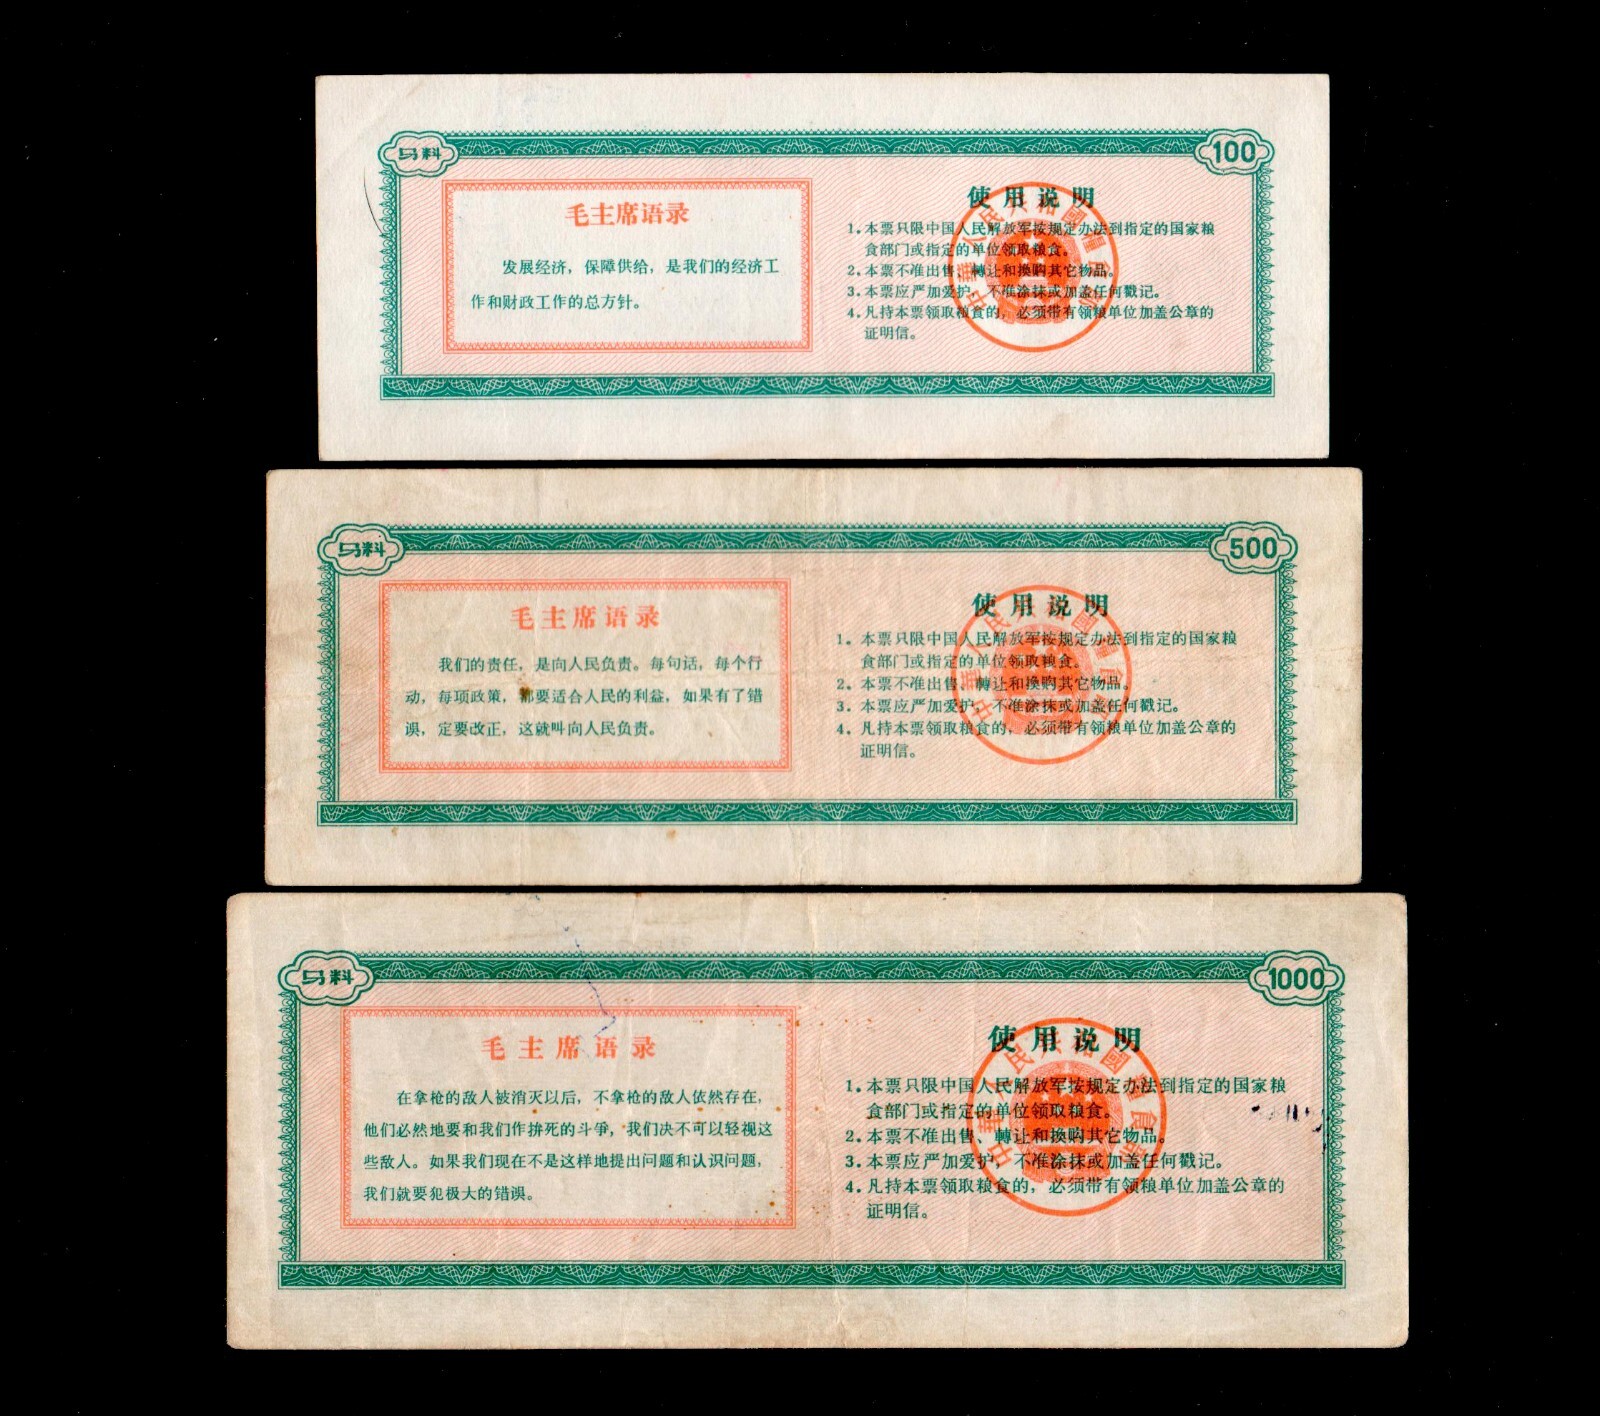 马料
100
毛主席语录
发展经济，保障供给，是我们的经济工
作和财政工作的总方针。
使用说明
1.本票只限中国人民解放军按规定办法到指定的国家粮
食部门或指定的单位领取粮食。
2.本票不准出售、轉让和换购其它物品。
3.本票应严加爱护，不准涂抹或加盖任何戳记。
4.凡持本票领取粮食的，必须带有领粮单位加盖公章的
证明信。
马料
500
毛主席语录
我们的责任，是向人民负责。每句话，每个行
动，每项政策，都要适合人民的利益，如果有了错
误，定要改正，这就叫向人民负责。
使用说明
1.本票只限中国人民解放军按规定办法到指定的国家粮
食部门或指定的单位领取粮食。
2.本票不准出售、轉让和换购其它物品。
3.本票应严加爱护，不准涂抹或加盖任何戳记。
4.凡持本票领取粮食的，必须带有领粮单位加盖公章的
证明信。
马料
1000
毛主席语录
在拿枪的敌人被消灭以后，不拿枪的敌人依然存在，
他们必然地要和我们作拚死的斗争，我们决不可以轻视这
些敌人。如果我们现在不是这样地提出问题和认识问题，
我们就要犯极大的错误。
使用说明
1.本票只限中国人民解放军按规定办法到指定的国家粮
食部门或指定的单位领取粮食。
2.本票不准出售、轉让和换购其它物品。
3.本票应严加爱护，不准涂抹或加盖任何戳记。
4.凡持本票领取粮食的，必须带有领粮单位加盖公章的
证明信。